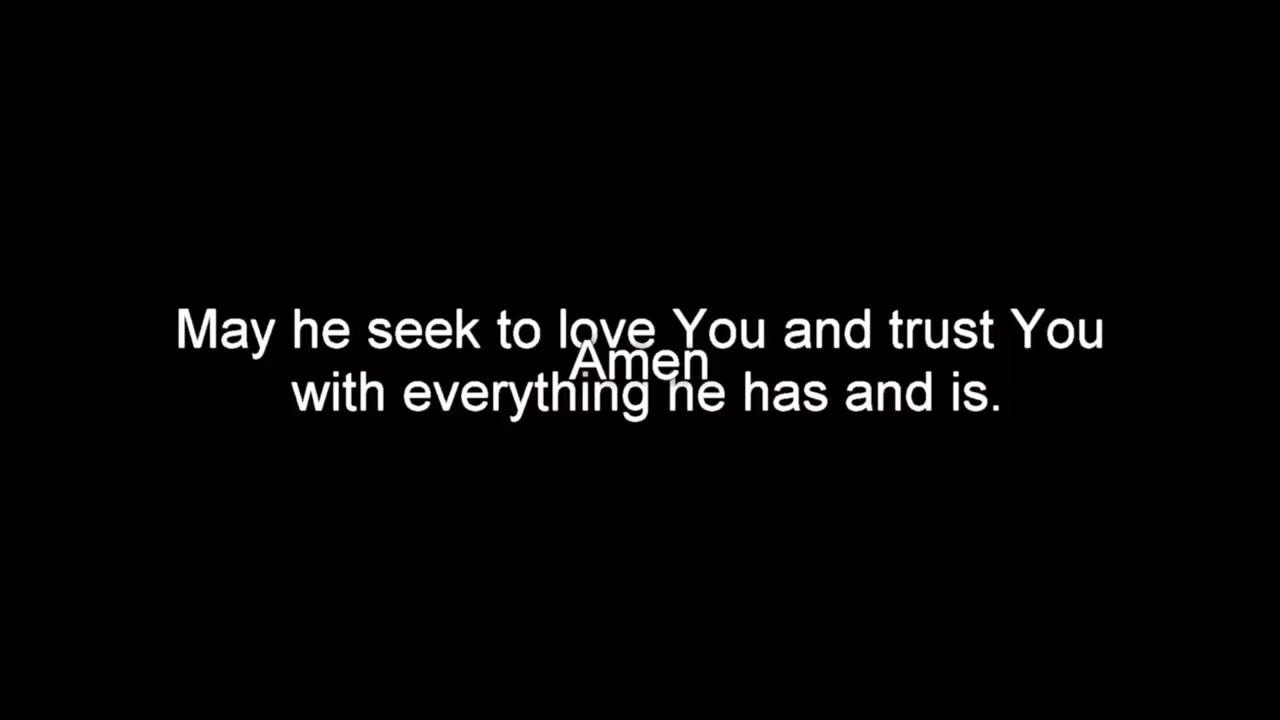 May he seek to love You and trust You
Amen
with everything he has and is.